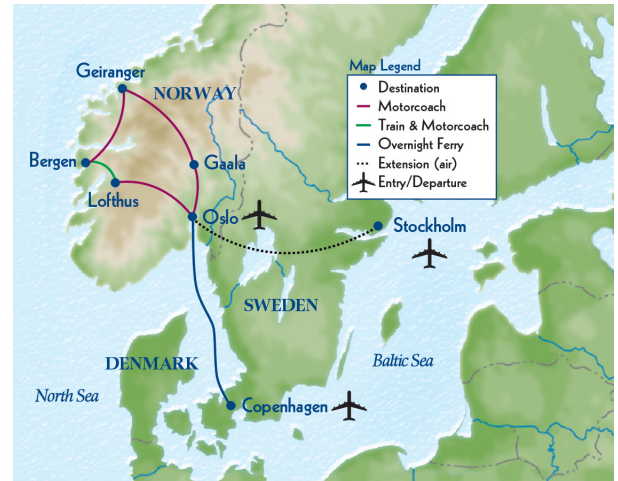 Geiranger
NORWAY
Map Legend
Destination
Motorcoach
Train & Motorcoach
Overnight Ferry
Extension (air)
Entry/Departure
Bergen
Gaala
Lofthus
Oslo
Stockholm
SWEDEN
DENMARK
Baltic Sea
North Sea
Copenhagen